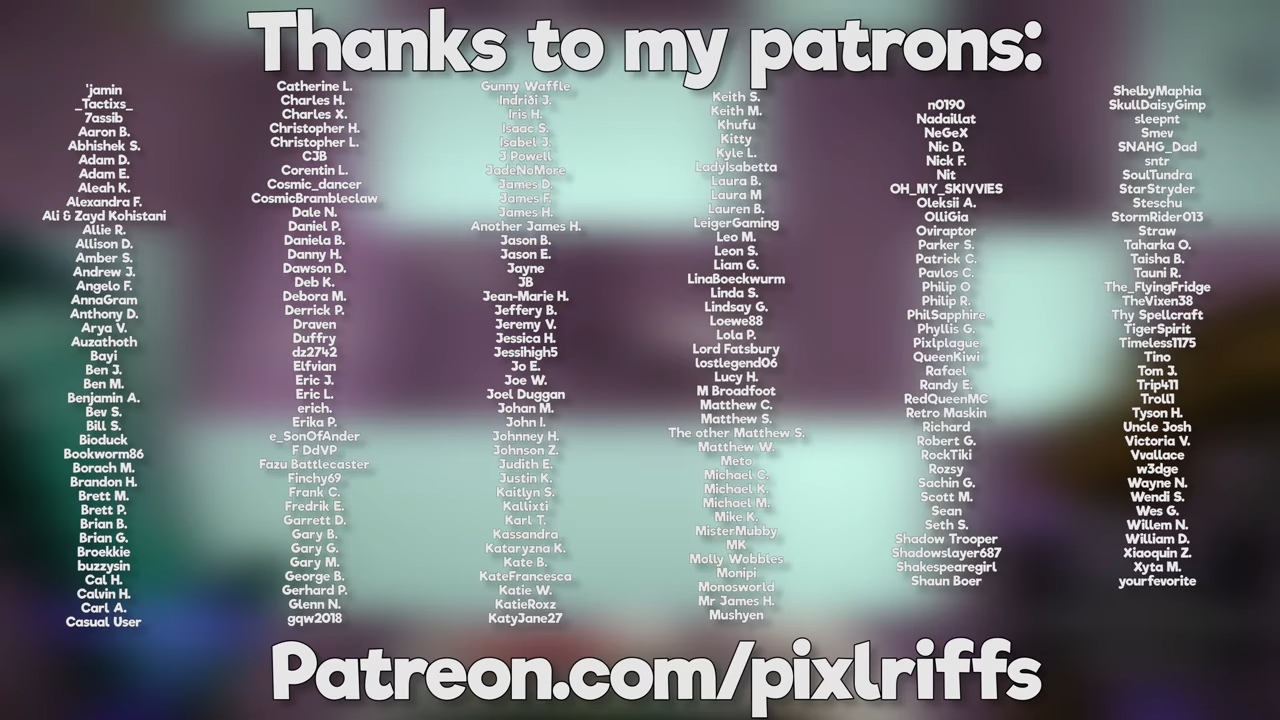 Thanks to my patrons:
'jamin
_Tactixs_
7assib
Aaron B.
Abhishek S.
Adam D.
Adam E.
Aleah K.
Alexandra F.
Ali & Zayd Kohistani
Allie R.
Allison D.
Amber S.
Andrew J.
Angelo F.
AnnaGram
Anthony D.
Arya V.
Auzathoth
Bayi
Ben J.
Ben M.
Benjamin A.
Bev S.
Bill S.
Bioduck
Bookworm86
Borach M.
Brandon H.
Brett M.
Brett P.
Brian B.
Brian G.
Broekkie
buzzysin
Cal H.
Calvin H.
Carl A.
Casual User
Catherine L.
Charles H.
Charles X.
Christopher H.
Christopher L.
CJB
Corentin L.
Cosmic_dancer
CosmicBrambleclaw
Dale N.
Daniel P.
Daniela B.
Danny H.
Dawson D.
Deb K.
Debora M.
Derrick P.
Draven
Duffry
dz2742
Elfvian
Eric J.
Eric L.
erich.
Erika P.
e_SonOfAnder
F DdVP
Fazu Battlecaster
Finchy69
Frank C.
Fredrik E.
Garrett D.
Gary B.
Gary G.
Gary M.
George B.
Gerhard P.
Glenn N.
gqw2018
Gunny Waffle
Indriði J.
Iris H.
Isaac S.
Isabel J.
J Powell
JadeNoMore
James D.
James F.
James H.
Another James H.
Jason B.
Jason E.
Jayne
JB
Jean-Marie H.
Jeffery B.
Jeremy V.
Jessica H.
Jessihigh5
Jo E.
Joe W.
Joel Duggan
Johan M.
John I.
Johnney H.
Johnson Z.
Judith E.
Justin K.
Kaitlyn S.
Kallixti
Karl T.
Kassandra
Kataryzna K.
Kate B.
KateFrancesca
Katie W.
KatieRoxz
KatyJane27
Keith S.
Keith M.
Khufu
Kitty
Kyle L.
LadyIsabetta
Laura B.
Laura M
Lauren B.
LeigerGaming
Leo M.
Leon S.
Liam G.
LinaBoeckwurm
Linda S.
Lindsay G.
Loewe88
Lola P.
Lord Fatsbury
lostlegend06
Lucy H.
M Broadfoot
Matthew C.
Matthew S.
The other Matthew S.
Matthew W.
Meto
Michael C.
Michael K.
Michael M.
Mike K.
MisterMubby
MK
Molly Wobbles
Monipi
Monosworld
Mr James H.
Mushyen
n0190
Nadaillat
NeGeX
Nic D.
Nick F.
Nit
OH_MY_SKIVVIES
Oleksii A.
OlliGia
Oviraptor
Parker S.
Patrick C.
Pavlos C.
Philip O
Philip R.
PhilSapphire
Phyllis G.
Pixlplague
QueenKiwi
Rafael
Randy E.
RedQueenMC
Retro Maskin
Richard
Robert G.
RockTiki
Rozsy
Sachin G.
Scott M.
Sean
Seth S.
Shadow Trooper
Shadowslayer687
Shakespearegirl
Shaun Boer
ShelbyMaphia
SkullDaisyGimp
sleepnt
Smev
SNAHG_Dad
sntr
SoulTundra
StarStryder
Steschu
StormRider013
Straw
Taharka O.
Taisha B.
Tauni R.
The_FlyingFridge
TheVixen38
Thy Spellcraft
TigerSpirit
Timeless1175
Tino
Tom J.
Trip411
Troll1
Tyson H.
Uncle Josh
Victoria V.
Vvallace
w3dge
Wayne N.
Wendi S.
Wes G.
Willem N.
William D.
Xiaoquin Z.
Xyta M.
yourfevorite
Patreon.com/pixlriffs